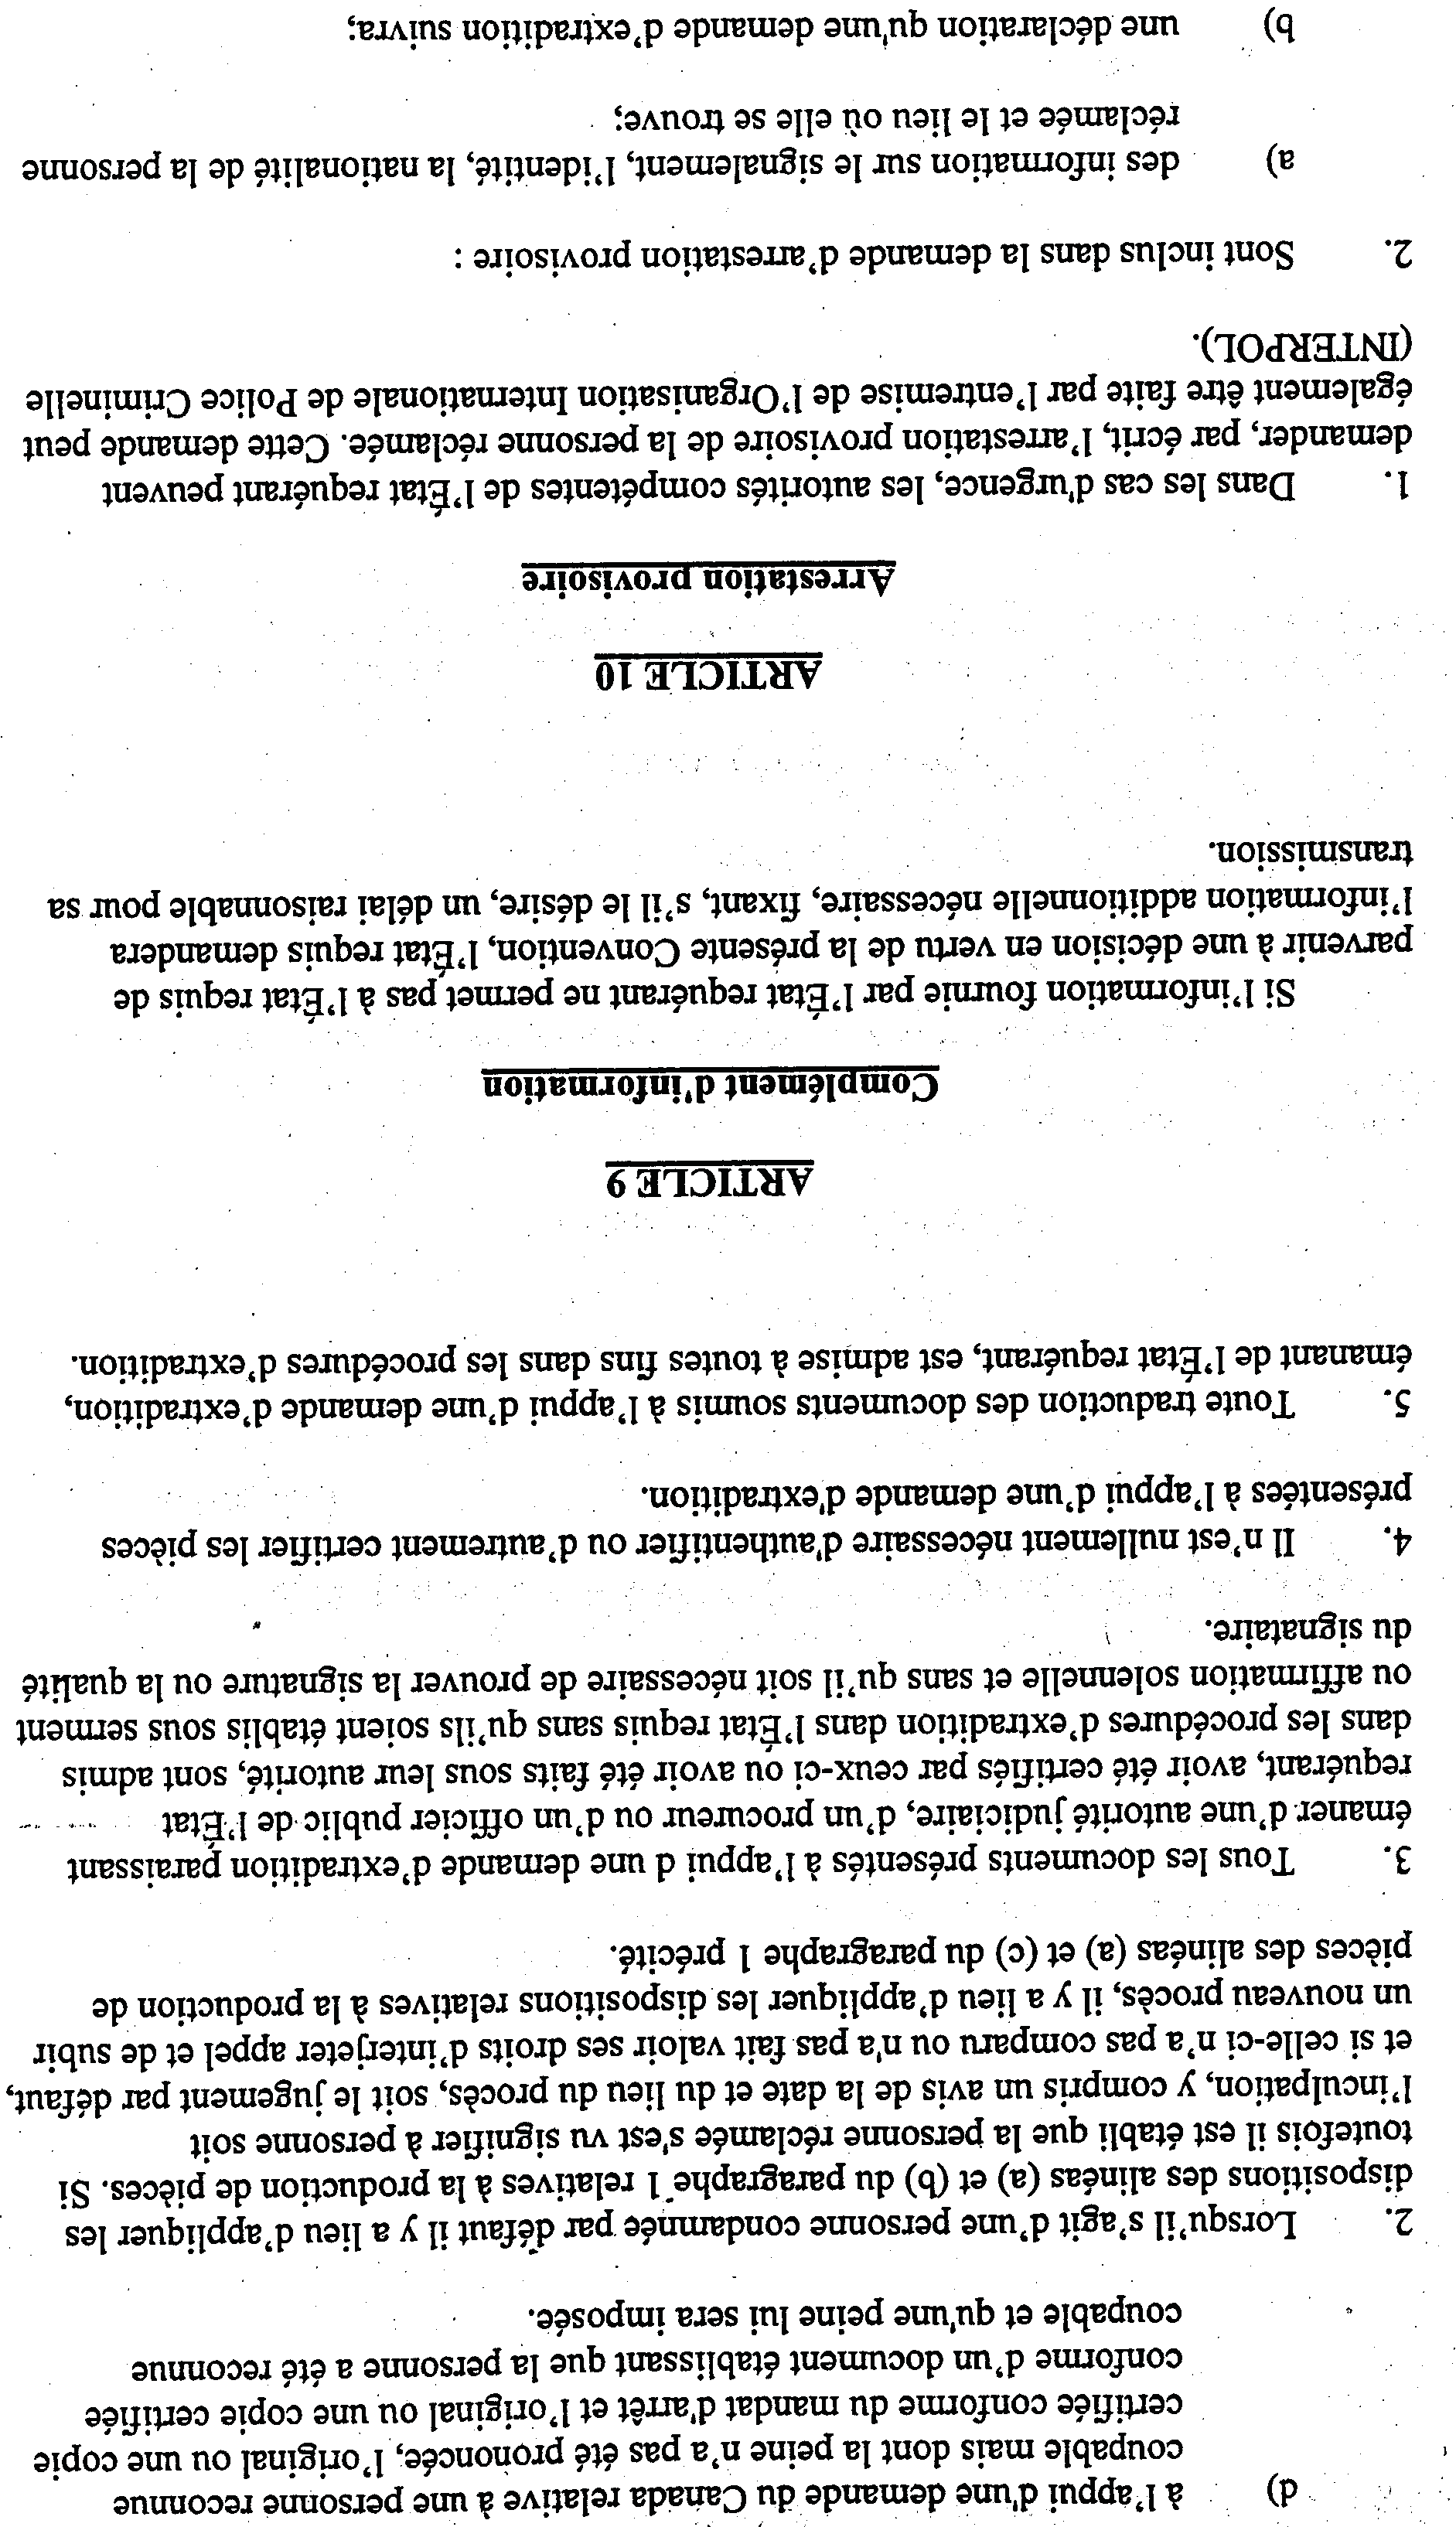 d) à l'appui d'une demande du Canada relative à une personne reconnue
coupable mais dont la peine n'a pas été prononcée, l'original ou une copie
certifiée conforme du mandat d'arrêt et l'original ou une copie certifiée
conforme d'un document établissant que la personne a été reconnue
coupable et qu'une peine lui sera imposée.
2. Lorsqu'il s'agit d'une personne condamnée par défaut il y a lieu d'appliquer les
dispositions des alinéas (a) et (b) du paragraphe 1 relatives à la production de pièces. Si
toutefois il est établi que la personne réclamée s'est vu signifier à personne soit
l'inculpation, y compris un avis de la date et du lieu du procès, soit le jugement par défaut,
et si celle-ci n'a pas comparu ou n'a pas fait valoir ses droits d'interjeter appel et de subir
un nouveau procès, il y a lieu d'appliquer les dispositions relatives à la production de
pièces des alinéas (a) et (c) du paragraphe 1 précité.
3. Tous les documents présentés à l'appui d une demande d'extradition paraissant
émaner d'une autorité judiciaire, d'un procureur ou d'un officier public de l'État
requérant, avoir été certifiés par ceux-ci ou avoir été faits sous leur autorité, sont admis
dans les procédures d'extradition dans l'État requis sans qu'ils soient établis sous serment
ou affirmation solennelle et sans qu'il soit nécessaire de prouver la signature ou la qualité
du signataire.
4. Il n'est nullement nécessaire d'authentifier ou d'autrement certifier les pièces
présentées à l'appui d'une demande d'extradition.
5. Toute traduction des documents soumis à l'appui d'une demande d'extradition,
émanant de l'État requérant, est admise à toutes fins dans les procédures d'extradition.
ARTICLE 9
Complément d'information
Si l'information fournie par l'État requérant ne permet pas à l'État requis de
parvenir à une décision en vertu de la présente Convention, l'État requis demandera
l'information additionnelle nécessaire, fixant, s'il le désire, un délai raisonnable pour sa
transmission.
ARTICLE 10
Arrestation provisoire
1. Dans les cas d'urgence, les autorités compétentes de l'État requérant peuvent
demander, par écrit, l'arrestation provisoire de la personne réclamée. Cette demande peut
également être faite par l'entremise de l'Organisation Internationale de Police Criminelle
(INTERPOL).
2. Sont inclus dans la demande d'arrestation provisoire :
a) des information sur le signalement, l'identité, la nationalité de la personne
réclamée et le lieu où elle se trouve;
b) une déclaration qu'une demande d'extradition suivra;